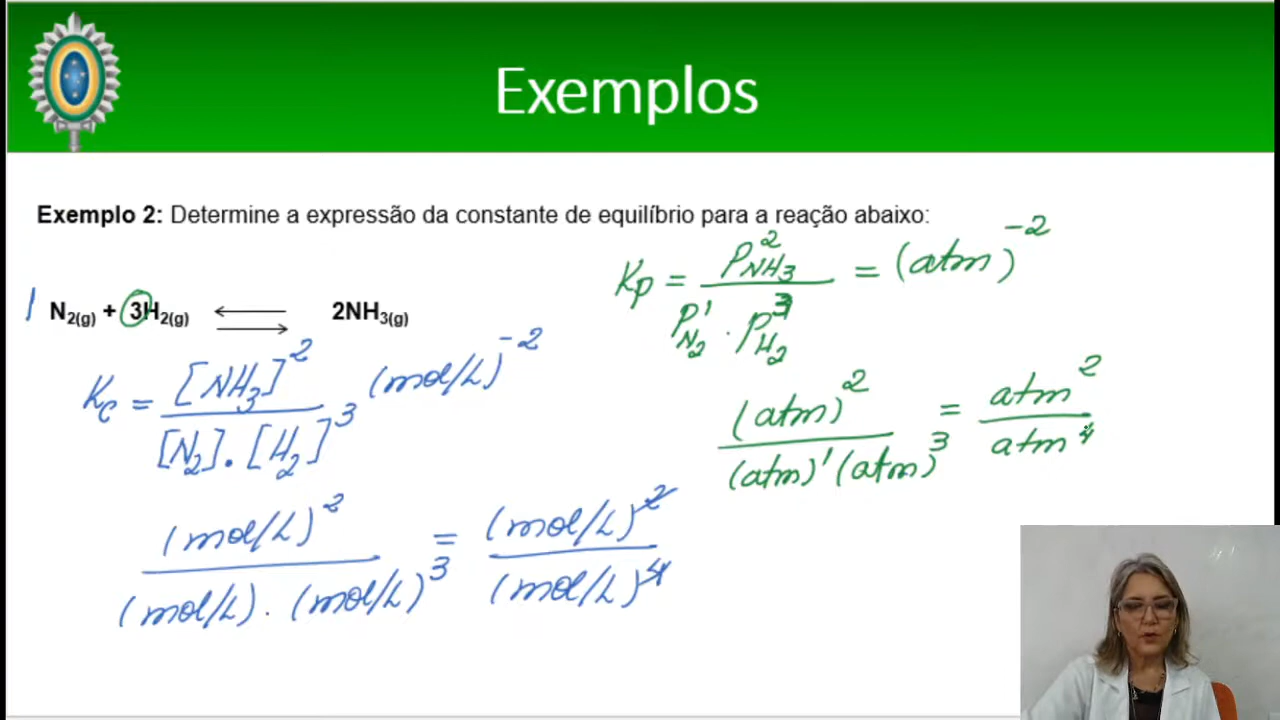 Exemplos
Exemplo 2: Determine a expressão da constante de equilíbrio para a reação abaixo:
1 N₂(g) + 3H₂(g) ⇄ 2NH₃(g)
Kc = [NH₃]² / [N₂] . [H₂]³ (mol/L)⁻²
(mol/L)² / (mol/L) . (mol/L)³ = (mol/L)² / (mol/L)⁴
Kp = P²NH₃ / P¹N₂ . P³H₂ = (atm)⁻²
(atm)² / (atm)¹ (atm)³ = atm² / atm⁴